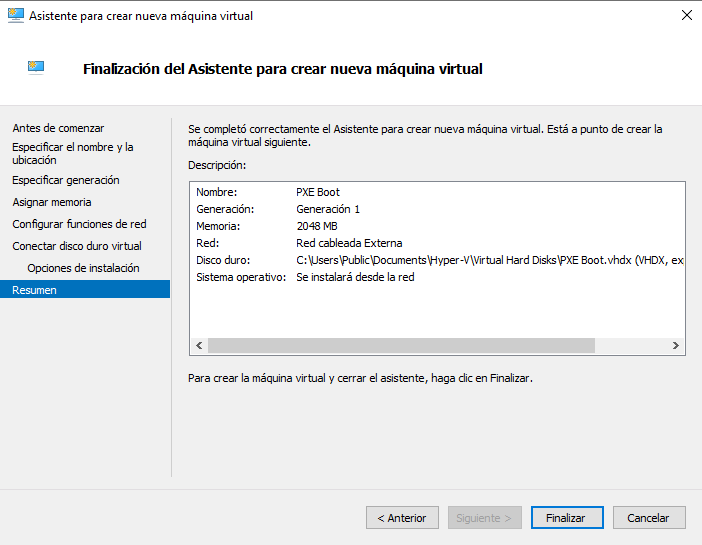 Asistente para crear nueva máquina virtual
Finalización del Asistente para crear nueva máquina virtual
Antes de comenzar
Especificar el nombre y la
ubicación
Especificar generación
Asignar memoria
Configurar funciones de red
Conectar disco duro virtual
Opciones de instalación
Resumen
Se completó correctamente el Asistente para crear nueva máquina virtual. Está a punto de crear la
máquina virtual siguiente.
Descripción:
Nombre: PXE Boot
Generación: Generación 1
Memoria: 2048 MB
Red: Red cableada Externa
Disco duro: C:\Users\Public\Documents\Hyper-V\Virtual Hard Disks\PXE Boot.vhdx (VHDX, ex
Sistema operativo: Se instalará desde la red
Para crear la máquina virtual y cerrar el asistente, haga clic en Finalizar.
< Anterior Siguiente > Finalizar Cancelar